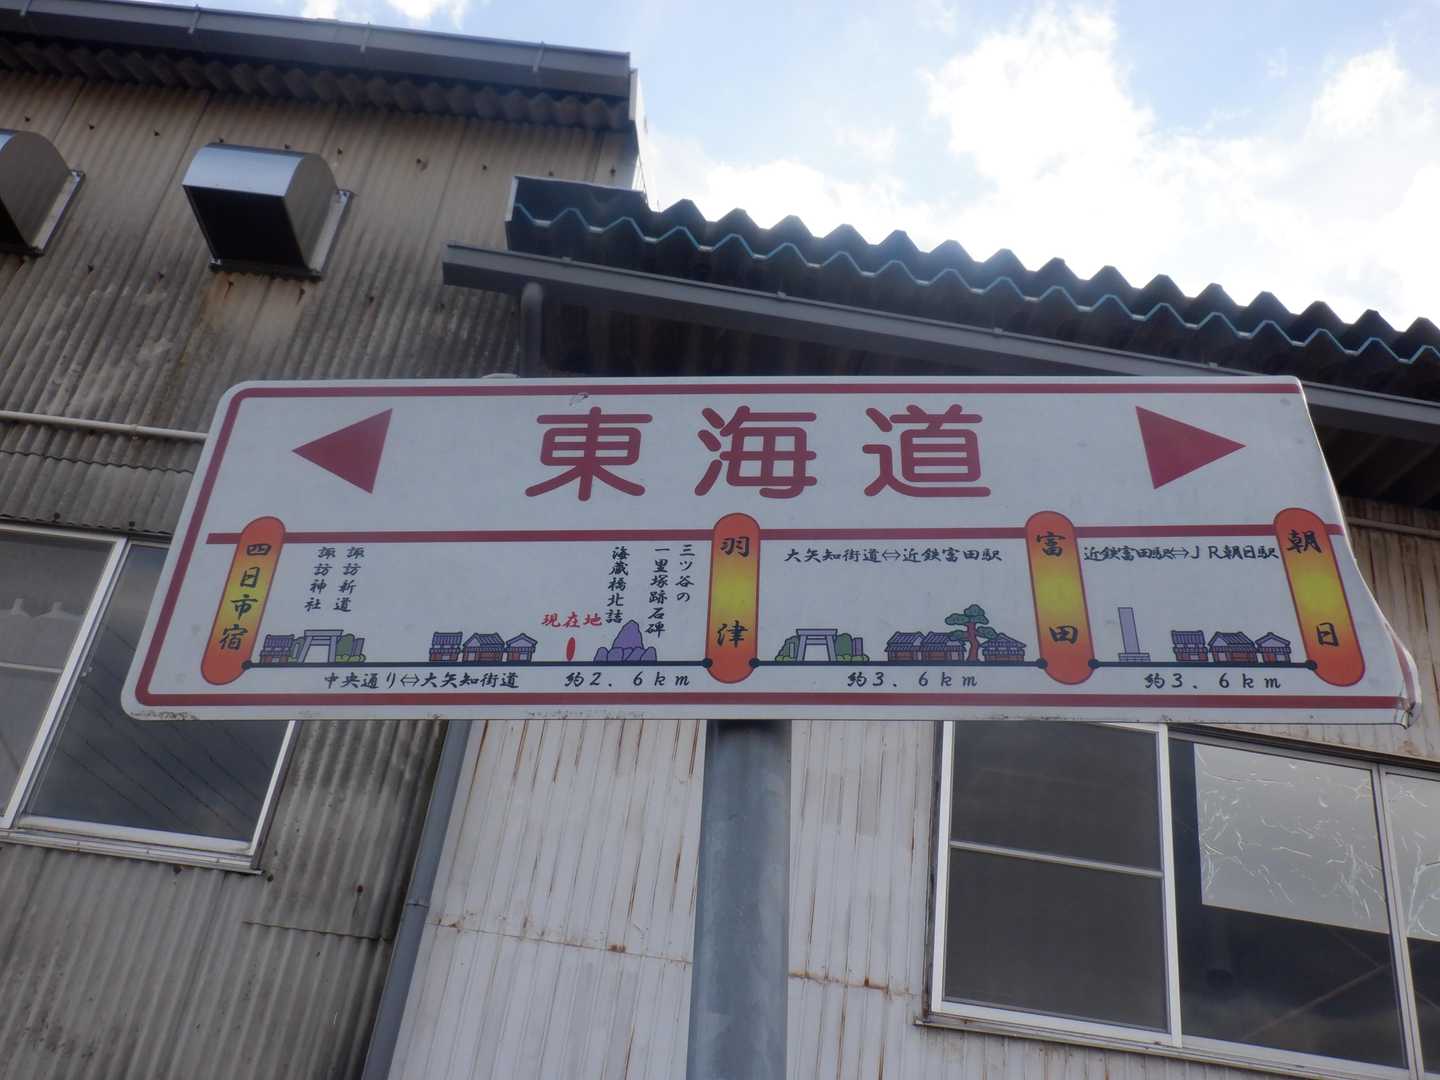 東海道
四日市宿
諏訪神社
諏訪新道
現在地
海蔵橋北詰
三ツ谷の
一里塚跡石碑
中央通り⇔大矢知街道 約2.6km
羽津
大矢知街道⇔近鉄富田駅
約3.6km
富田
近鉄富田駅⇔JR朝日駅
約3.6km
朝日